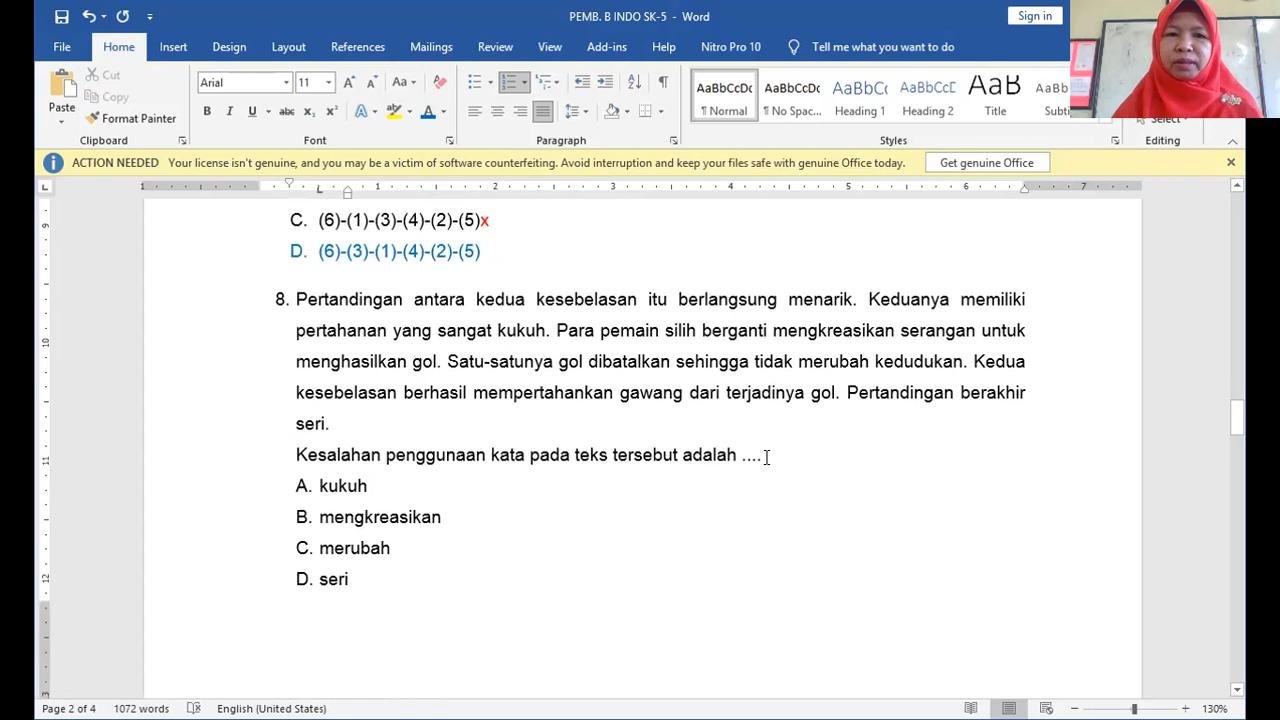 PEMB. B INDO SK-5 - Word
Sign in
File Home Insert Design Layout References Mailings Review View Add-ins Help Nitro Pro 10 Tell me what you want to do
Cut
Copy
Format Painter
Paste
Arial 11
AaBbCcDc AaBbCcDc AaBbCc AaBbCcD AaB
¶ Normal ¶ No Spac... Heading 1 Heading 2 Title
Select
Clipboard Font Paragraph Styles Editing
ACTION NEEDED Your license isn't genuine, and you may be a victim of software counterfeiting. Avoid interruption and keep your files safe with genuine Office today. Get genuine Office
C. (6)-(1)-(3)-(4)-(2)-(5)x
D. (6)-(3)-(1)-(4)-(2)-(5)
8. Pertandingan antara kedua kesebelasan itu berlangsung menarik. Keduanya memiliki
pertahanan yang sangat kukuh. Para pemain silih berganti mengkreasikan serangan untuk
menghasilkan gol. Satu-satunya gol dibatalkan sehingga tidak merubah kedudukan. Kedua
kesebelasan berhasil mempertahankan gawang dari terjadinya gol. Pertandingan berakhir
seri.
Kesalahan penggunaan kata pada teks tersebut adalah ....
A. kukuh
B. mengkreasikan
C. merubah
D. seri
Page 2 of 4 1072 words English (United States) 130%